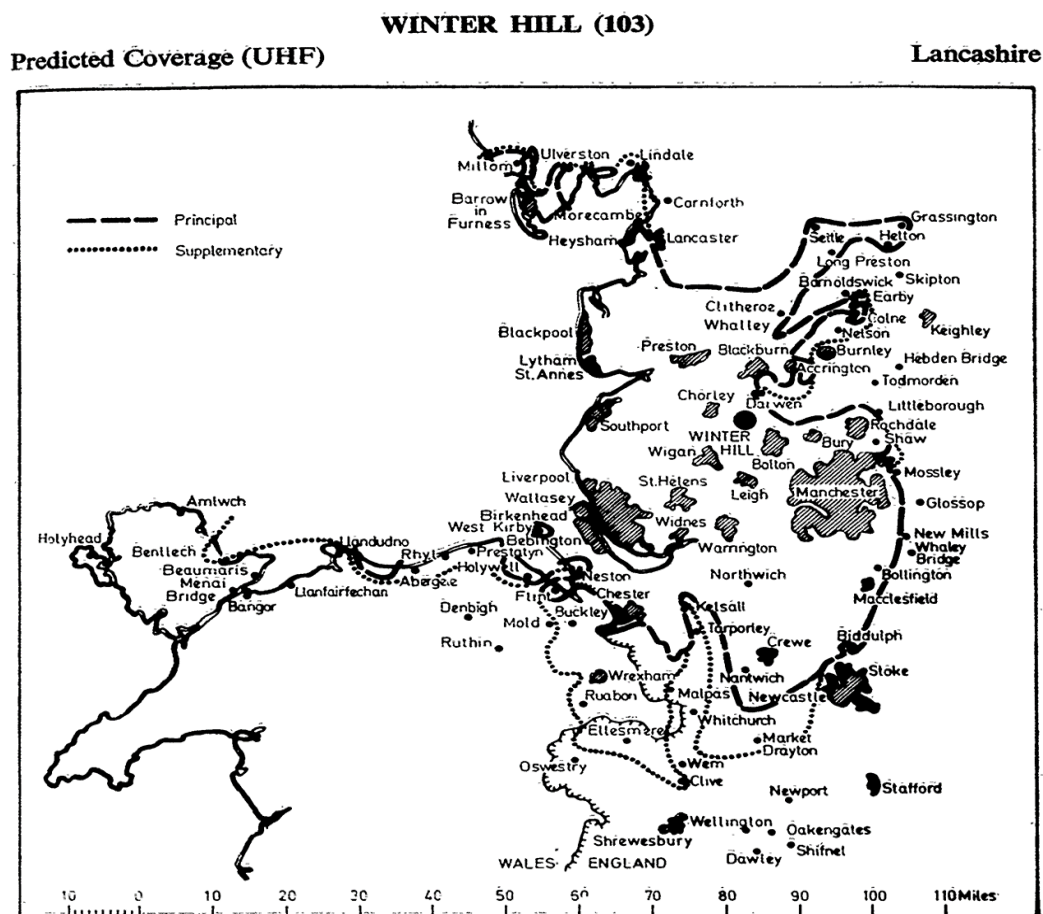 WINTER HILL (103)
Predicted Coverage (UHF)
Lancashire
Principal
Supplementary
Millom
Ulverston
Lindale
Barrow
in
Furness
Morecambe
Carnforth
Heysham
Lancaster
Grassington
Settle
Hetton
Long Preston
Skipton
Barnoldswick
Earby
Clitheroe
Whalley
Colne
Nelson
Keighley
Blackpool
Preston
Blackburn
Burnley
Lytham
St. Annes
Accrington
Hebden Bridge
Todmorden
Chorley
Darwen
Littleborough
Southport
WINTER
HILL
Rochdale
Shaw
Bury
Wigan
Bolton
Mossley
Liverpool
St. Helens
Leigh
Manchester
Glossop
Wallasey
Birkenhead
West Kirby
Bebington
Widnes
Warrington
New Mills
Whaley
Bridge
Amlwch
Holyhead
Benllech
Llandudno
Rhyl
Prestatyn
Beaumaris
Abergele
Holywell
Neston
Northwich
Bollington
Menai
Bridge
Bangor
Llanfairfechan
Flint
Chester
Macclesfield
Denbigh
Mold
Buckley
Kelsall
Tarporley
Ruthin
Crewe
Biddulph
Wrexham
Nantwich
Stoke
Ruabon
Malpas
Newcastle
Whitchurch
Ellesmere
Market
Drayton
Oswestry
Wem
Clive
Newport
Stafford
Wellington
Shrewsbury
Oakengates
Shifnel
Dawley
WALES
ENGLAND
10 0 10 20 30 40 50 60 70 80 90 100 110 Miles